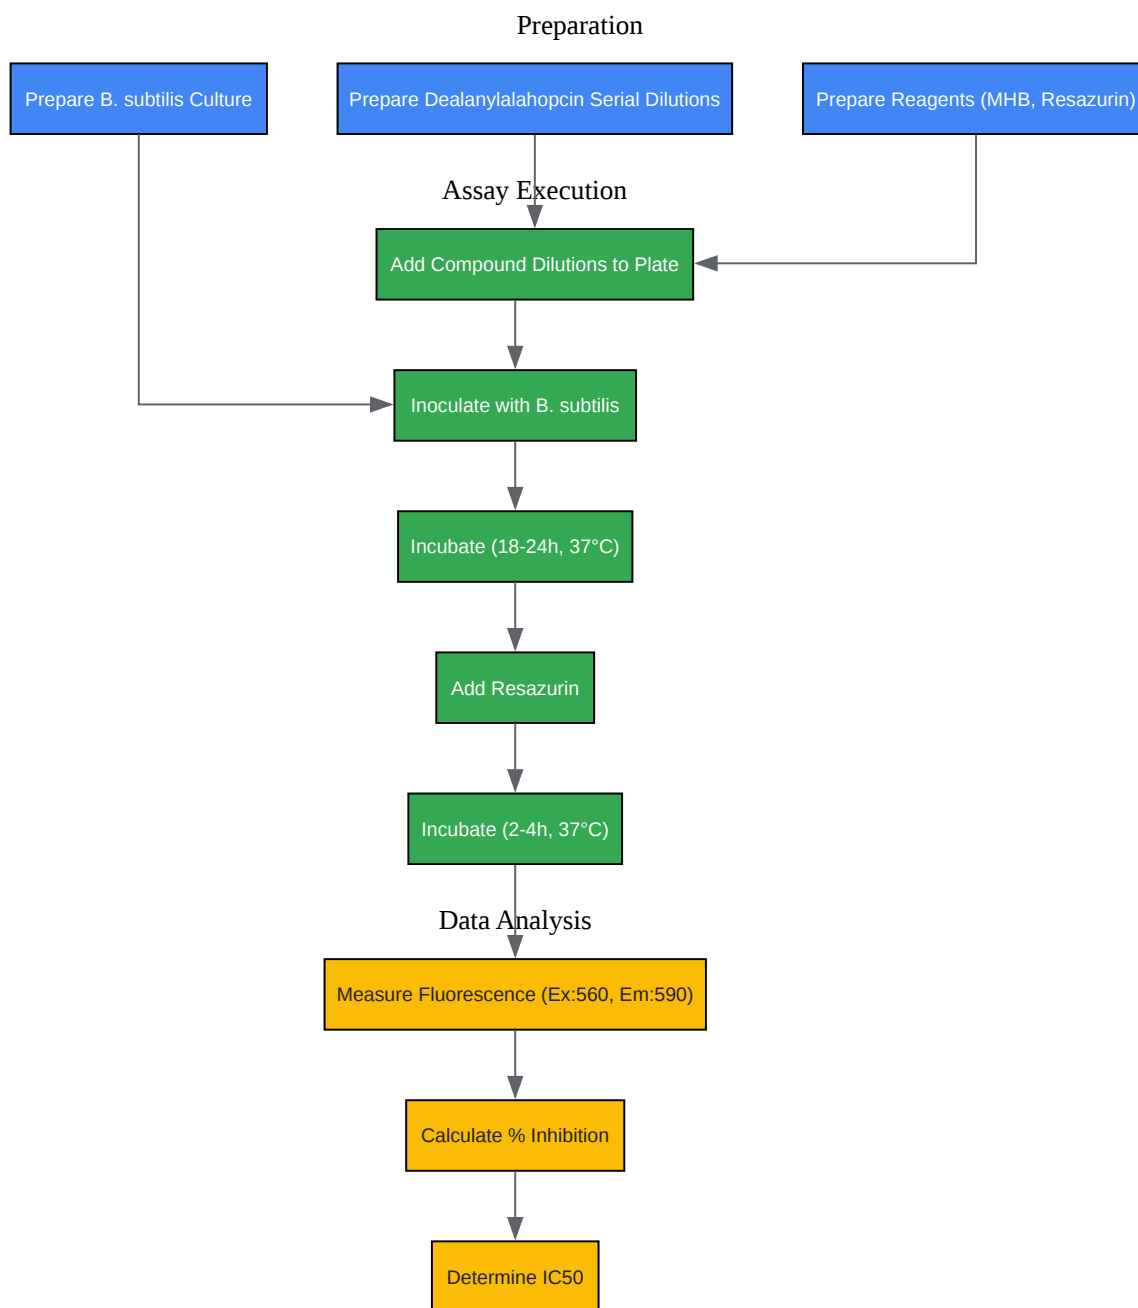 Preparation
Prepare B. subtilis Culture
Prepare Dealanylalahopcin Serial Dilutions
Prepare Reagents (MHB, Resazurin)
Assay Execution
Add Compound Dilutions to Plate
Inoculate with B. subtilis
Incubate (18-24h, 37°C)
Add Resazurin
Incubate (2-4h, 37°C)
Data Analysis
Measure Fluorescence (Ex:560, Em:590)
Calculate % Inhibition
Determine IC50